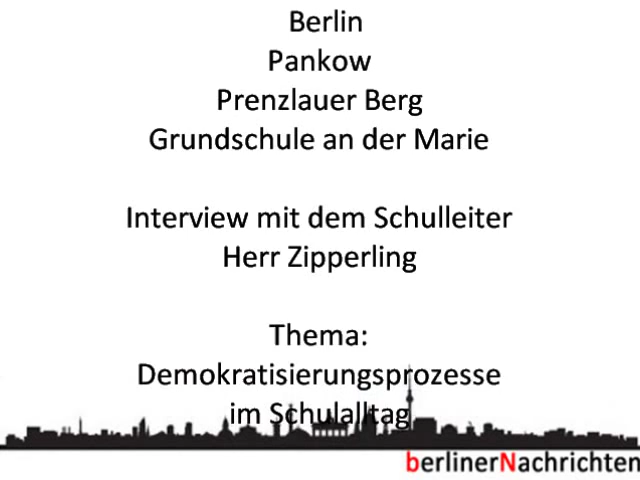 Berlin
Pankow
Prenzlauer Berg
Grundschule an der Marie
Interview mit dem Schulleiter
Herr Zipperling
Thema:
Demokratisierungsprozesse
im Schulalltag
berlinerNachrichten